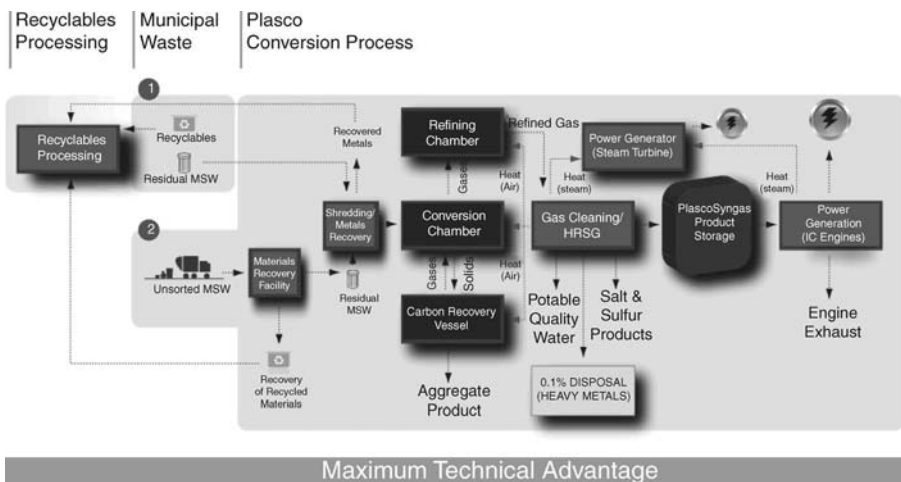 Recyclables
Processing
Municipal
Waste
Plasco
Conversion Process
1
Recyclables
Processing
Recyclables
Residual MSW
Recovered
Metals
Refining
Chamber
Refined Gas
Power Generator
(Steam Turbine)
Gases
Heat
(Air)
Heat
(steam)
Heat
(steam)
Shredding/
Metals
Recovery
Conversion
Chamber
Gas Cleaning/
HRSG
PlascoSyngas
Product
Storage
Power
Generation
(IC Engines)
2
Unsorted MSW
Materials
Recovery
Facility
Residual
MSW
Gases
Solids
Heat
(Air)
Carbon Recovery
Vessel
Potable
Quality
Water
Salt &
Sulfur
Products
Engine
Exhaust
Recovery
of Recycled
Materials
Aggregate
Product
0.1% DISPOSAL
(HEAVY METALS)
Maximum Technical Advantage